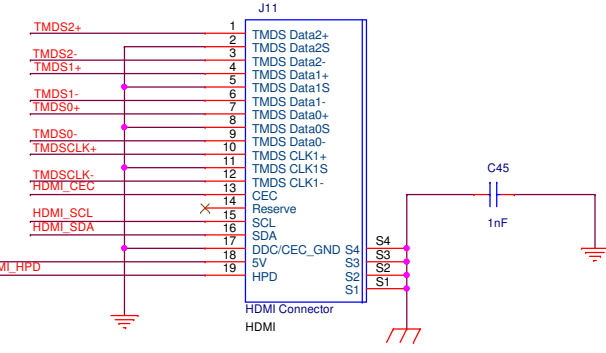 J11
TMDS2+ 1 TMDS Data2+
2 TMDS Data2S
TMDS2- 3 TMDS Data2-
TMDS1+ 4 TMDS Data1+
5 TMDS Data1S
TMDS1- 6 TMDS Data1-
TMDS0+ 7 TMDS Data0+
8 TMDS Data0S
TMDS0- 9 TMDS Data0-
TMDSCLK+ 10 TMDS CLK1+
11 TMDS CLK1S
TMDSCLK- 12 TMDS CLK1-
HDMI_CEC 13 CEC
14 Reserve
HDMI_SCL 15 SCL
HDMI_SDA 16 SDA
17 DDC/CEC_GND S4 S4
18 5V S3 S3
MI_HPD 19 HPD S2 S2
S1 S1
HDMI Connector
HDMI
C45
1nF